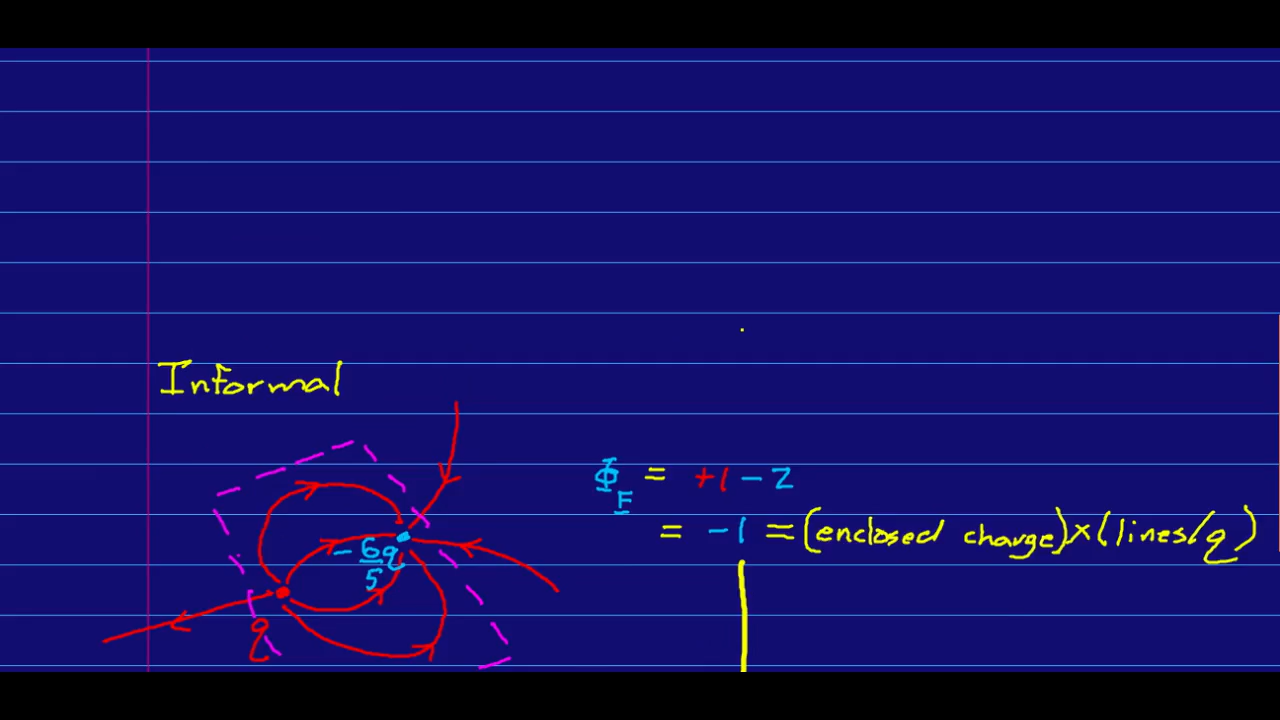 Informal
Φ_F = +1 - 2
= -1 = (enclosed charge)×(lines/q)
-6q/5
q